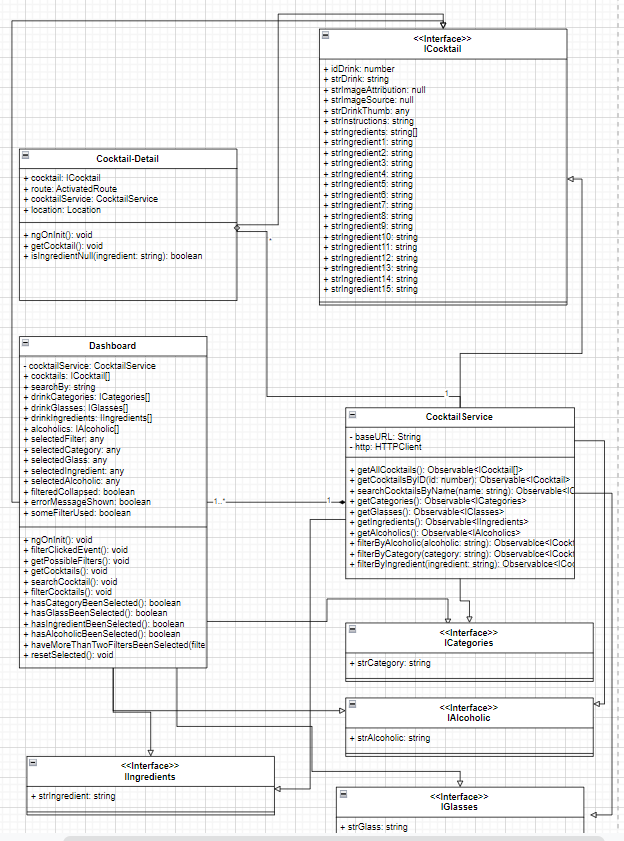 <<Interface>>
ICocktail
+ idDrink: number
+ strDrink: string
+ strImageAttribution: null
+ strImageSource: null
+ strDrinkThumb: any
+ strInstructions: string
+ strIngredients: string[]
+ strIngredient1: string
+ strIngredient2: string
+ strIngredient3: string
+ strIngredient4: string
+ strIngredient5: string
+ strIngredient6: string
+ strIngredient7: string
+ strIngredient8: string
+ strIngredient9: string
+ strIngredient10: string
+ strIngredient11: string
+ strIngredient12: string
+ strIngredient13: string
+ strIngredient14: string
+ strIngredient15: string
Cocktail-Detail
+ cocktail: ICocktail
+ route: ActivatedRoute
+ cocktailService: CocktailService
+ location: Location
+ ngOnInit(): void
+ getCocktail(): void
+ isIngredientNull(ingredient: string): boolean
*
1
Dashboard
- cocktailService: CocktailService
+ cocktails: ICocktail[]
+ searchBy: string
+ drinkCategories: ICategories[]
+ drinkGlasses: IGlasses[]
+ drinkIngredients: IIngredients[]
+ alcoholics: IAlcoholic[]
+ selectedFilter: any
+ selectedCategory: any
+ selectedGlass: any
+ selectedIngredient: any
+ selectedAlcoholic: any
+ filteredCollapsed: boolean
+ errorMessageShown: boolean
+ someFilterUsed: boolean
+ ngOnInit(): void
+ filterClickedEvent(): void
+ getPossibleFilters(): void
+ getCocktails(): void
+ searchCocktail(): void
+ filterCocktails(): void
+ hasCategoryBeenSelected(): boolean
+ hasGlassBeenSelected(): boolean
+ hasIngredientBeenSelected(): boolean
+ hasAlcoholicBeenSelected(): boolean
+ haveMoreThanTwoFiltersBeenSelected(filte
+ resetSelected(): void
1..*
1
CocktailService
- baseURL: String
- http: HTTPClient
+ getAllCocktails(): Observable<ICocktail[]>
+ getCocktailsByID(id: number): Observable<ICocktail>
+ searchCocktailsByName(name: string): Observable<IC
+ getCategories(): Observable<ICategories>
+ getGlasses(): Observable<IClasses>
+ getIngredients(): Observable<IIngredients>
+ getAlcoholics(): Observable<IAlcoholics>
+ filterByAlcoholic(alcoholic: string): Observablce<ICockt
+ filterByCategory(category: string): Observablce<ICockt
+ filterByIngredient(ingredient: string): Observablce<ICo
<<Interface>>
ICategories
+ strCategory: string
<<Interface>>
IAlcoholic
+ strAlcoholic: string
<<Interface>>
IIngredients
+ strIngredient: string
<<Interface>>
IGlasses
+ strGlass: string